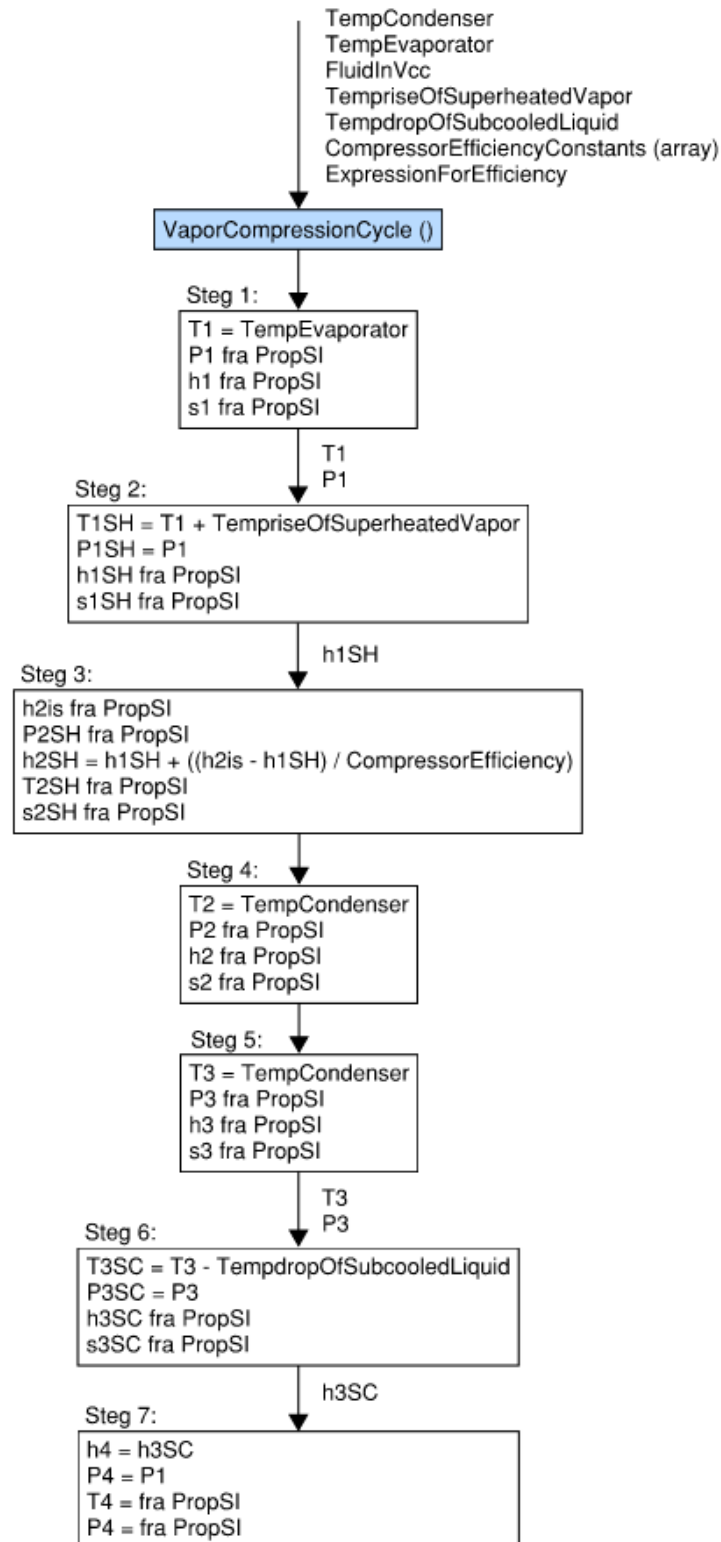 TempCondenser
TempEvaporator
FluidInVcc
TempriseOfSuperheatedVapor
TempdropOfSubcooledLiquid
CompressorEfficiencyConstants (array)
ExpressionForEfficiency
VaporCompressionCycle ()
Steg 1:
T1 = TempEvaporator
P1 fra PropSI
h1 fra PropSI
s1 fra PropSI
T1
P1
Steg 2:
T1SH = T1 + TempriseOfSuperheatedVapor
P1SH = P1
h1SH fra PropSI
s1SH fra PropSI
h1SH
Steg 3:
h2is fra PropSI
P2SH fra PropSI
h2SH = h1SH + ((h2is - h1SH) / CompressorEfficiency)
T2SH fra PropSI
s2SH fra PropSI
Steg 4:
T2 = TempCondenser
P2 fra PropSI
h2 fra PropSI
s2 fra PropSI
Steg 5:
T3 = TempCondenser
P3 fra PropSI
h3 fra PropSI
s3 fra PropSI
T3
P3
Steg 6:
T3SC = T3 - TempdropOfSubcooledLiquid
P3SC = P3
h3SC fra PropSI
s3SC fra PropSI
h3SC
Steg 7:
h4 = h3SC
P4 = P1
T4 = fra PropSI
P4 = fra PropSI